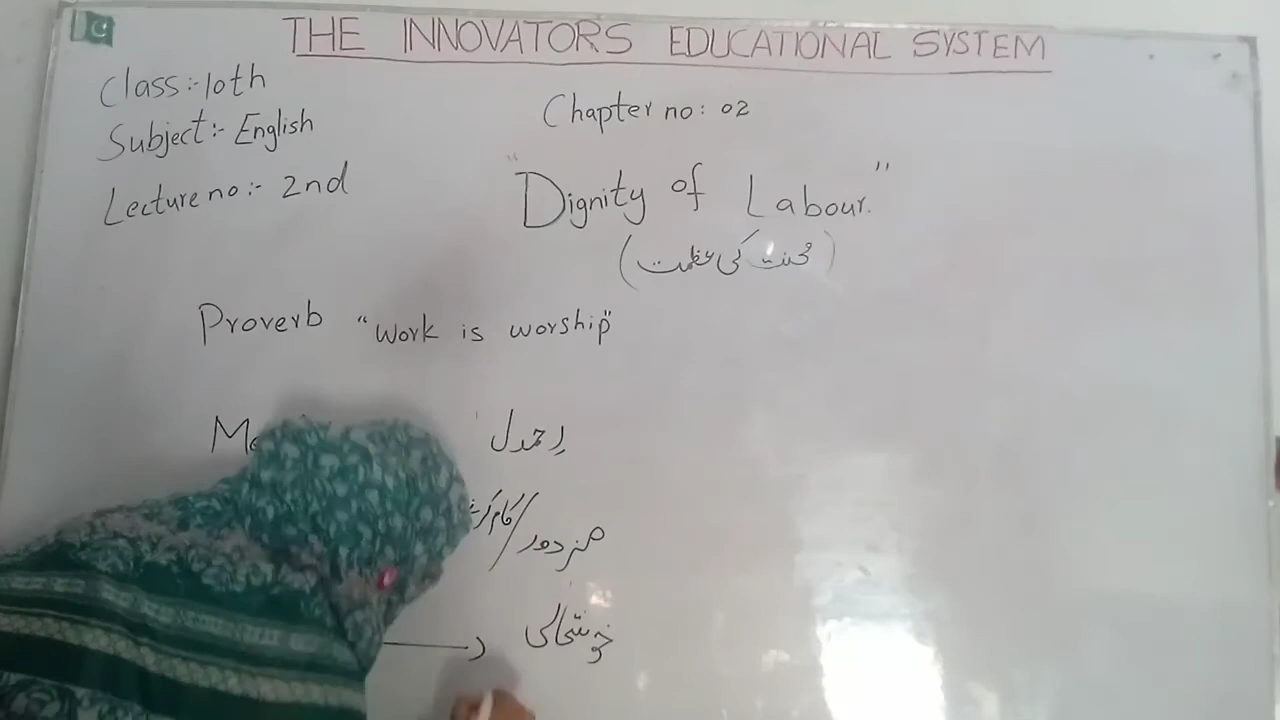 THE INNOVATORS EDUCATIONAL SYSTEM
Class:- 10th
Subject:- English
Lecture no:- 2nd
Chapter no: 02
"Dignity of Labour."
(محنت کی عظمت)
Proverb "Work is worship"
رحمدل
مزدور/کام
خوشحالی